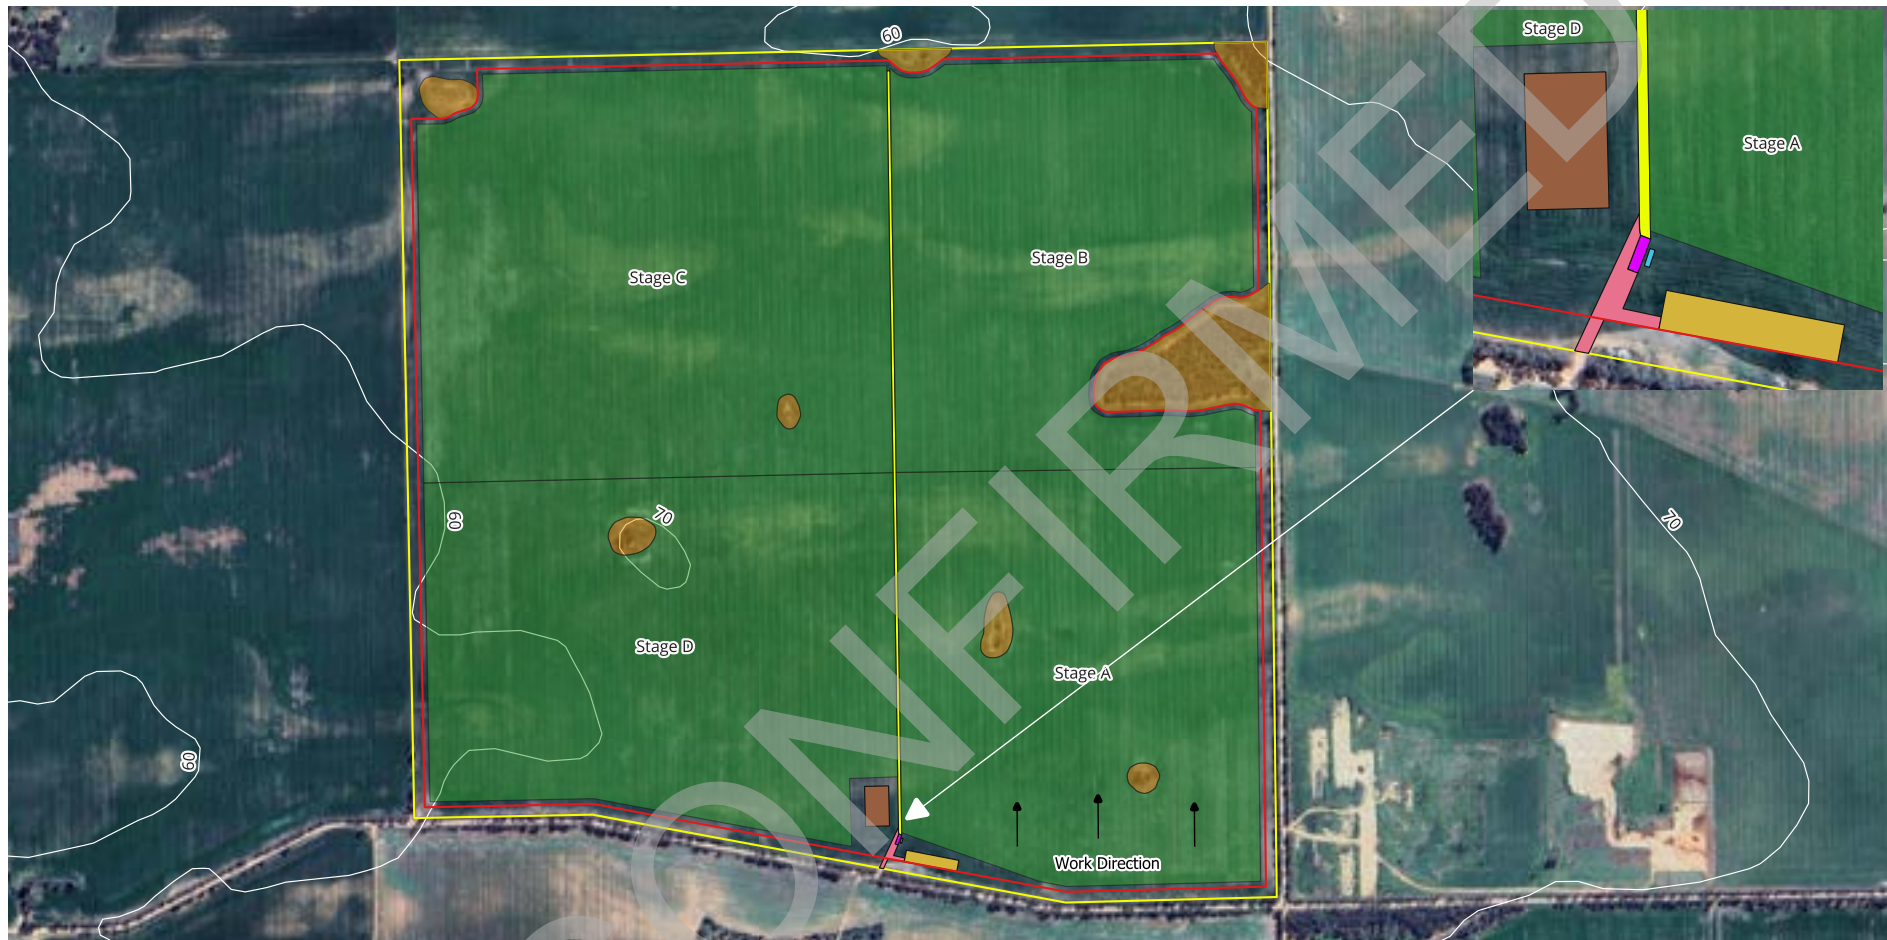 60
Stage D
Stage A
Stage B
Stage C
60
70
70
Stage D
Stage A
60
Work Direction
CONFIRMED